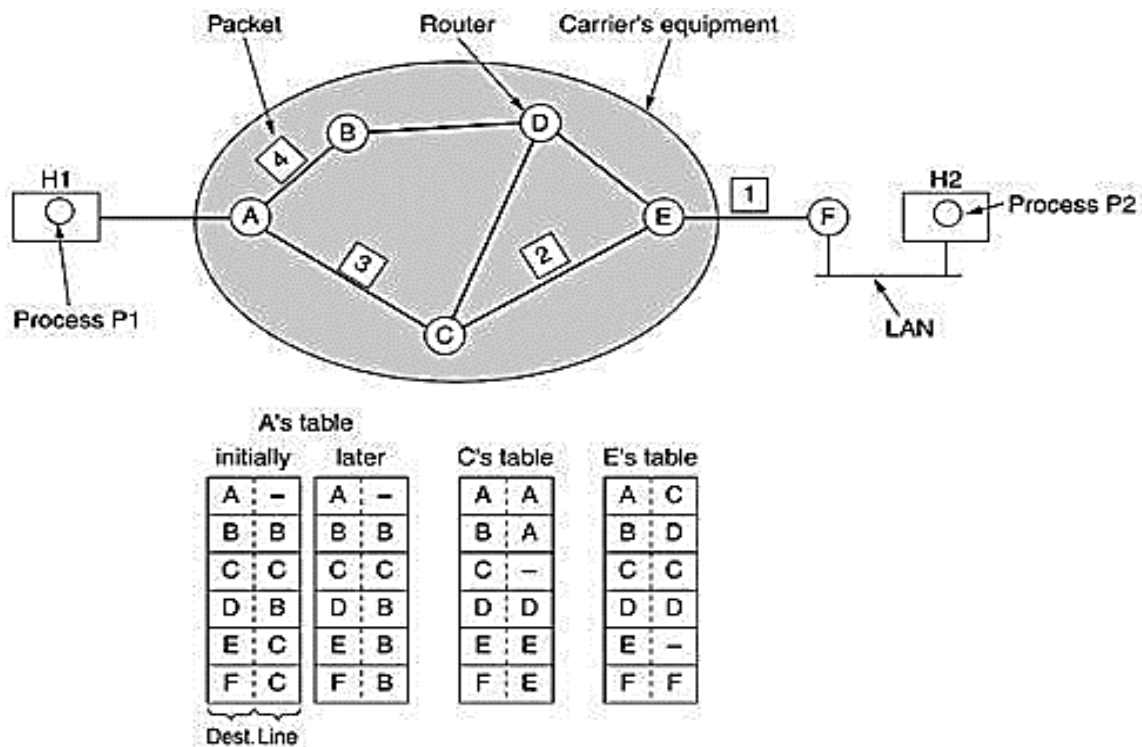 Packet Router Carrier's equipment
B D
4
H1 1 H2
A E F Process P2
3 2
Process P1 C LAN
A's table
initially later C's table E's table
A – A – A A A C
B B B B B A B D
C C C C C – C C
D B D B D D D D
E C E B E E E –
F C F B F E F F
Dest. Line